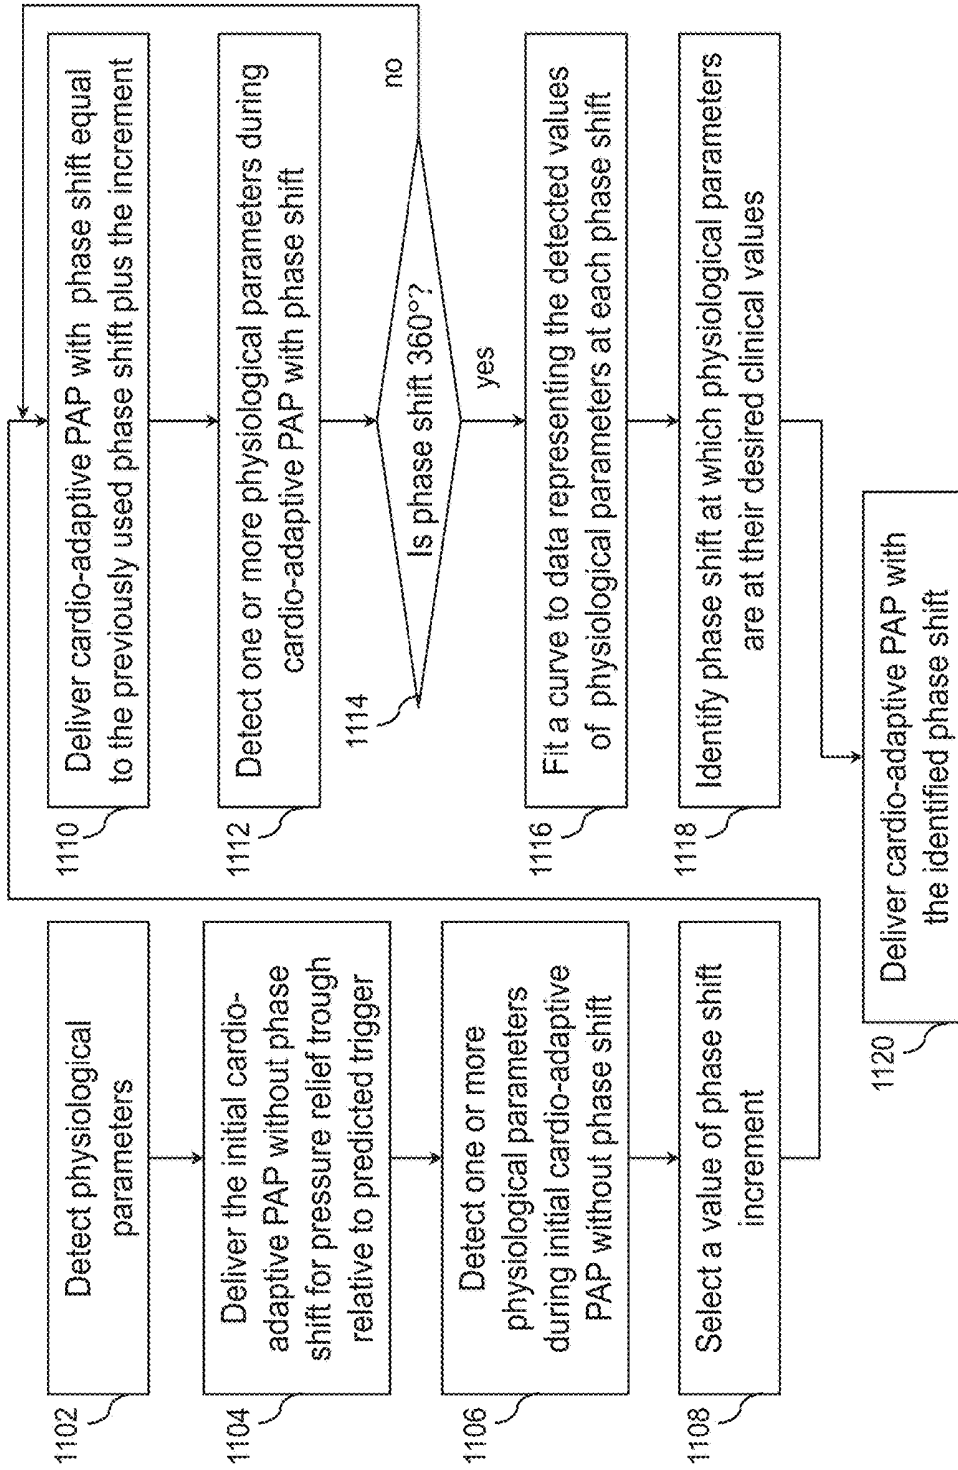 1102
Detect physiological
parameters
1104
Deliver the initial cardio-
adaptive PAP without phase
shift for pressure relief trough
relative to predicted trigger
1106
Detect one or more
physiological parameters
during initial cardio-adaptive
PAP without phase shift
1108
Select a value of phase shift
increment
1110
Deliver cardio-adaptive PAP with phase shift equal
to the previously used phase shift plus the increment
1112
Detect one or more physiological parameters during
cardio-adaptive PAP with phase shift
1114
Is phase shift 360°?
no
yes
1116
Fit a curve to data representing the detected values
of physiological parameters at each phase shift
1118
Identify phase shift at which physiological parameters
are at their desired clinical values
1120
Deliver cardio-adaptive PAP with
the identified phase shift